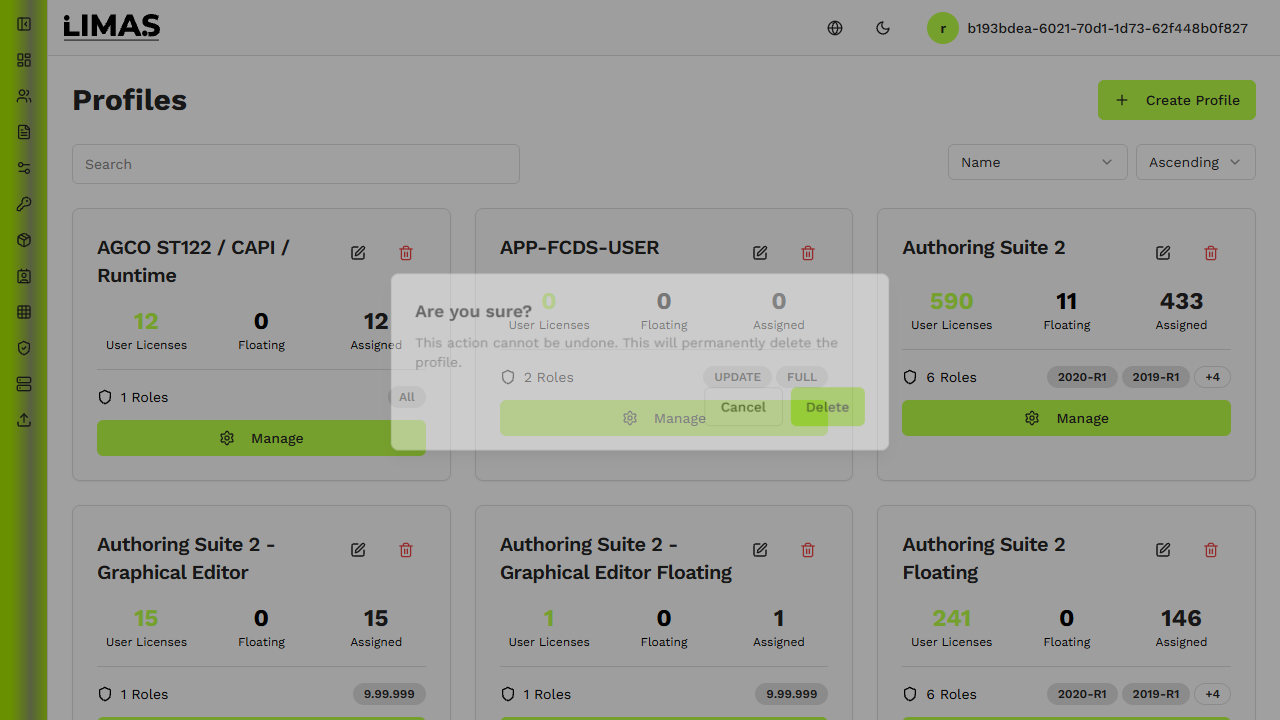 LIMAS
r
b193bdea-6021-70d1-1d73-62f448b0f827
Profiles
Create Profile
Search
Name
Ascending
AGCO ST122 / CAPI /
Runtime
12
0
12
User Licenses
Floating
Assigned
1 Roles
All
Manage
APP-FCDS-USER
0
0
0
User Licenses
Floating
Assigned
2 Roles
UPDATE
FULL
Manage
Authoring Suite 2
590
11
433
User Licenses
Floating
Assigned
6 Roles
2020-R1
2019-R1
+4
Manage
Are you sure?
This action cannot be undone. This will permanently delete the
profile.
Cancel
Delete
Authoring Suite 2 -
Graphical Editor
15
0
15
User Licenses
Floating
Assigned
1 Roles
9.99.999
Authoring Suite 2 -
Graphical Editor Floating
1
0
1
User Licenses
Floating
Assigned
1 Roles
9.99.999
Authoring Suite 2
Floating
241
0
146
User Licenses
Floating
Assigned
6 Roles
2020-R1
2019-R1
+4